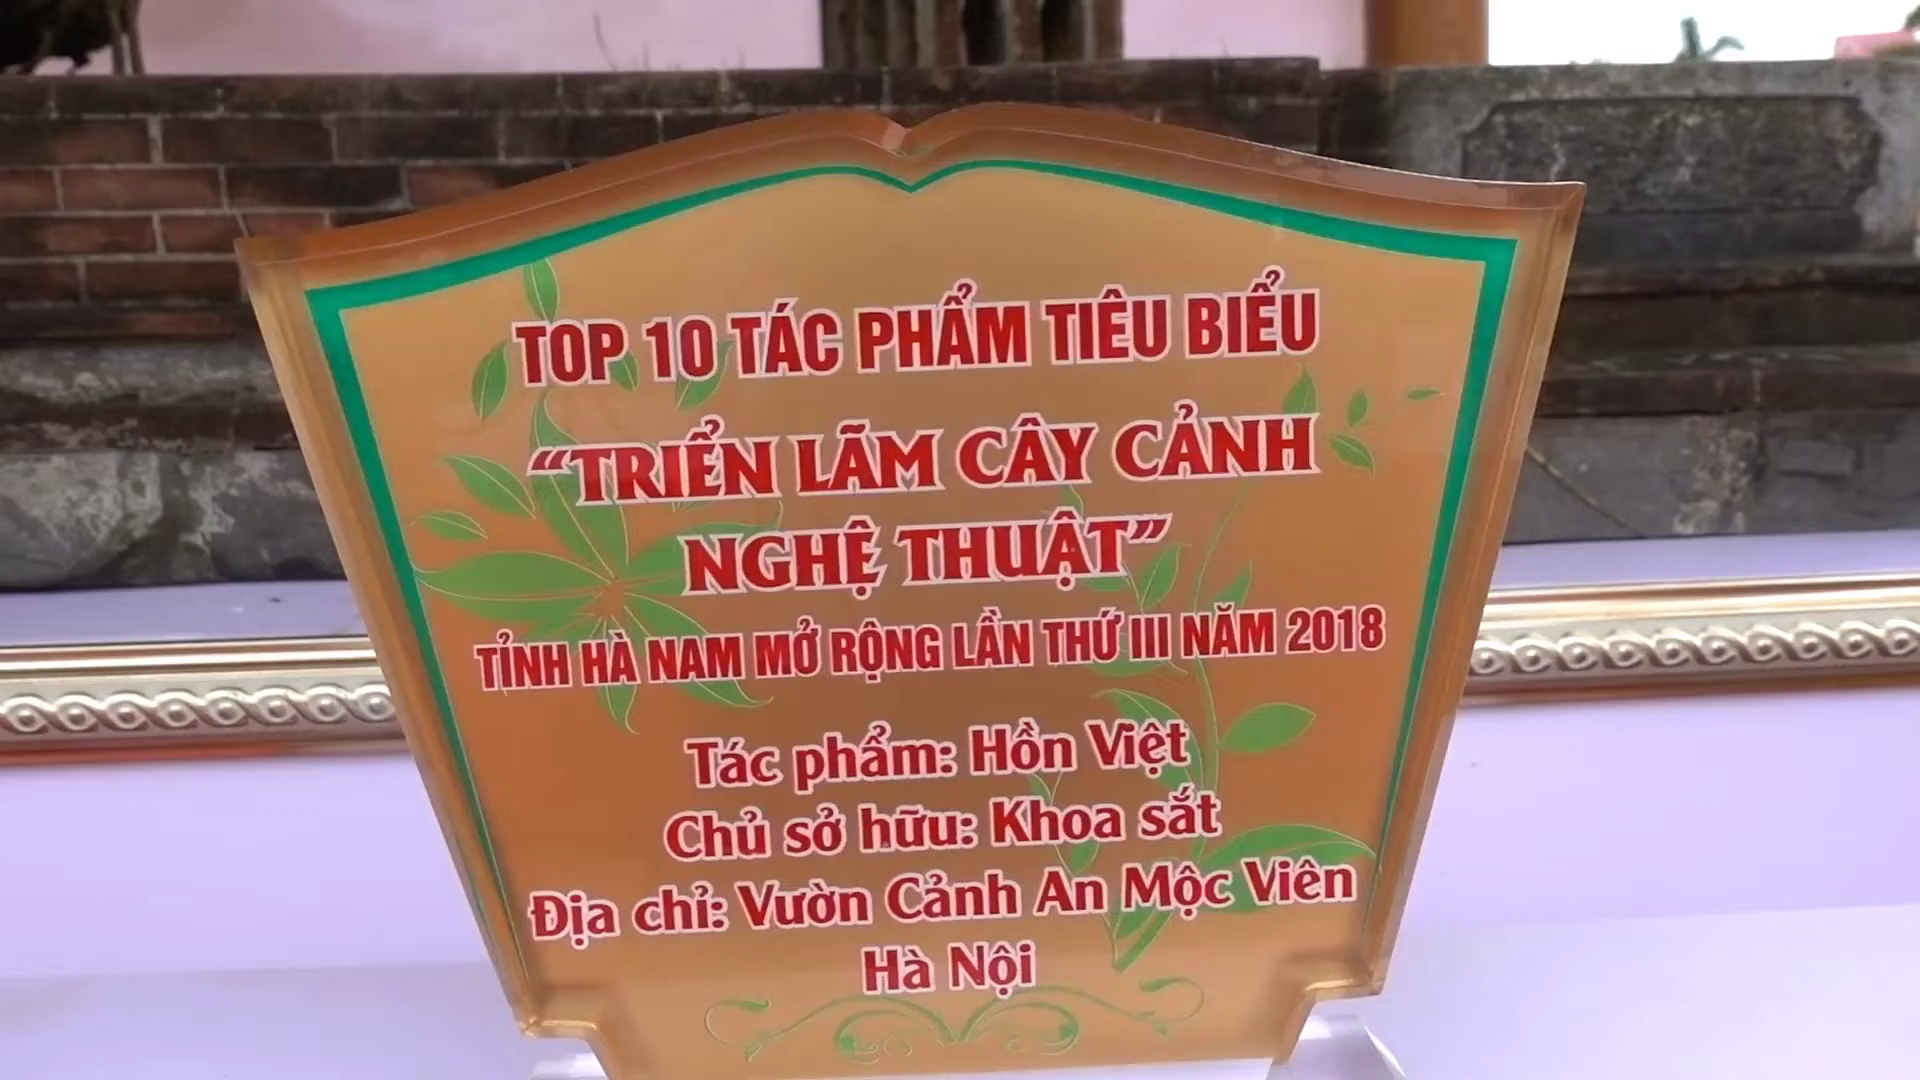 TOP 10 TÁC PHẨM TIÊU BIỂU
“TRIỂN LÃM CÂY CẢNH
NGHỆ THUẬT”
TỈNH HÀ NAM MỞ RỘNG LẦN THỨ III NĂM 2018
Tác phẩm: Hồn Việt
Chủ sở hữu: Khoa sắt
Địa chỉ: Vườn Cảnh An Mộc Viên
Hà Nội